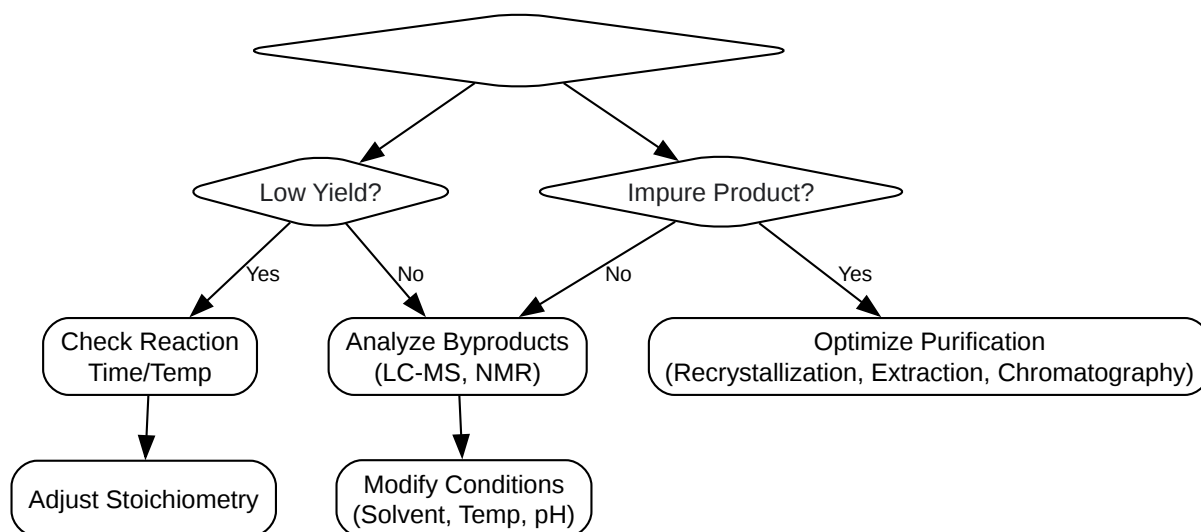 Low Yield?
Impure Product?
Yes
No
No
Yes
Check Reaction
Time/Temp
Analyze Byproducts
(LC-MS, NMR)
Optimize Purification
(Recrystallization, Extraction, Chromatography)
Adjust Stoichiometry
Modify Conditions
(Solvent, Temp, pH)